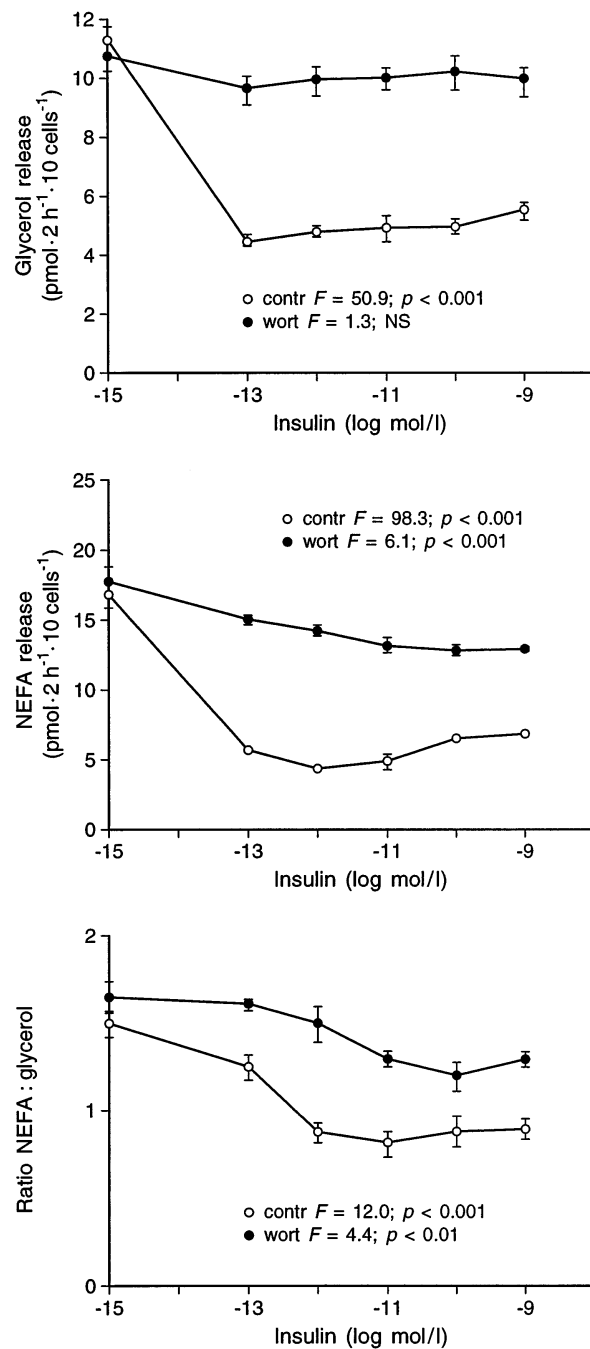 Glycerol release
(pmol·2 h⁻¹·10 cells⁻¹)
12
10
8
6
4
2
0
contr F = 50.9; p < 0.001
wort F = 1.3; NS
-15
-13
-11
-9
Insulin (log mol/l)
NEFA release
(pmol·2 h⁻¹·10 cells⁻¹)
25
20
15
10
5
0
contr F = 98.3; p < 0.001
wort F = 6.1; p < 0.001
-15
-13
-11
-9
Insulin (log mol/l)
Ratio NEFA : glycerol
2
1
0
contr F = 12.0; p < 0.001
wort F = 4.4; p < 0.01
-15
-13
-11
-9
Insulin (log mol/l)